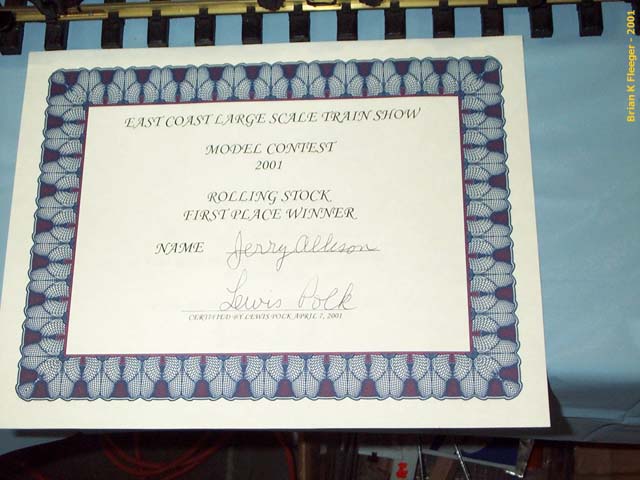 EAST COAST LARGE SCALE TRAIN SHOW
MODEL CONTEST
2001
ROLLING STOCK
FIRST PLACE WINNER
NAME Jerry Allison
Lewis Polk
CERTIFIED BY LEWIS POLK APRIL 7, 2001
Brian K Fleeger - 2001